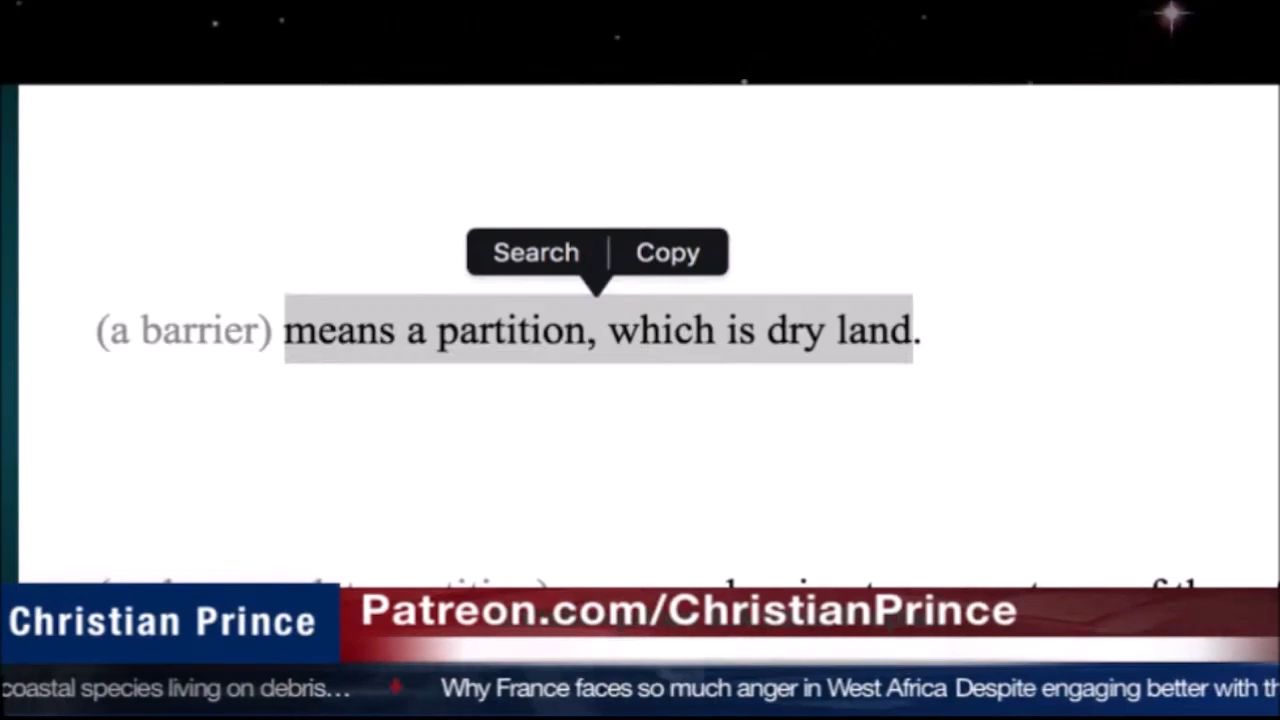 Search
Copy
(a barrier) means a partition, which is dry land.
Christian Prince
Patreon.com/ChristianPrince
coastal species living on debris... Why France faces so much anger in West Africa Despite engaging better with